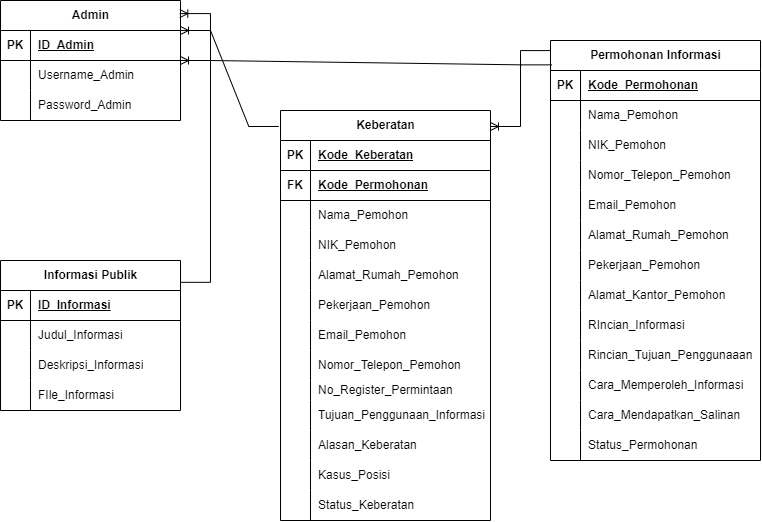 Admin
PK ID_Admin
Username_Admin
Password_Admin
Permohonan Informasi
PK Kode_Permohonan
Nama_Pemohon
NIK_Pemohon
Nomor_Telepon_Pemohon
Email_Pemohon
Alamat_Rumah_Pemohon
Pekerjaan_Pemohon
Alamat_Kantor_Pemohon
RIncian_Informasi
Rincian_Tujuan_Penggunaaan
Cara_Memperoleh_Informasi
Cara_Mendapatkan_Salinan
Status_Permohonan
Keberatan
PK Kode_Keberatan
FK Kode_Permohonan
Nama_Pemohon
NIK_Pemohon
Alamat_Rumah_Pemohon
Pekerjaan_Pemohon
Email_Pemohon
Nomor_Telepon_Pemohon
No_Register_Permintaan
Tujuan_Penggunaan_Informasi
Alasan_Keberatan
Kasus_Posisi
Status_Keberatan
Informasi Publik
PK ID_Informasi
Judul_Informasi
Deskripsi_Informasi
FIle_Informasi